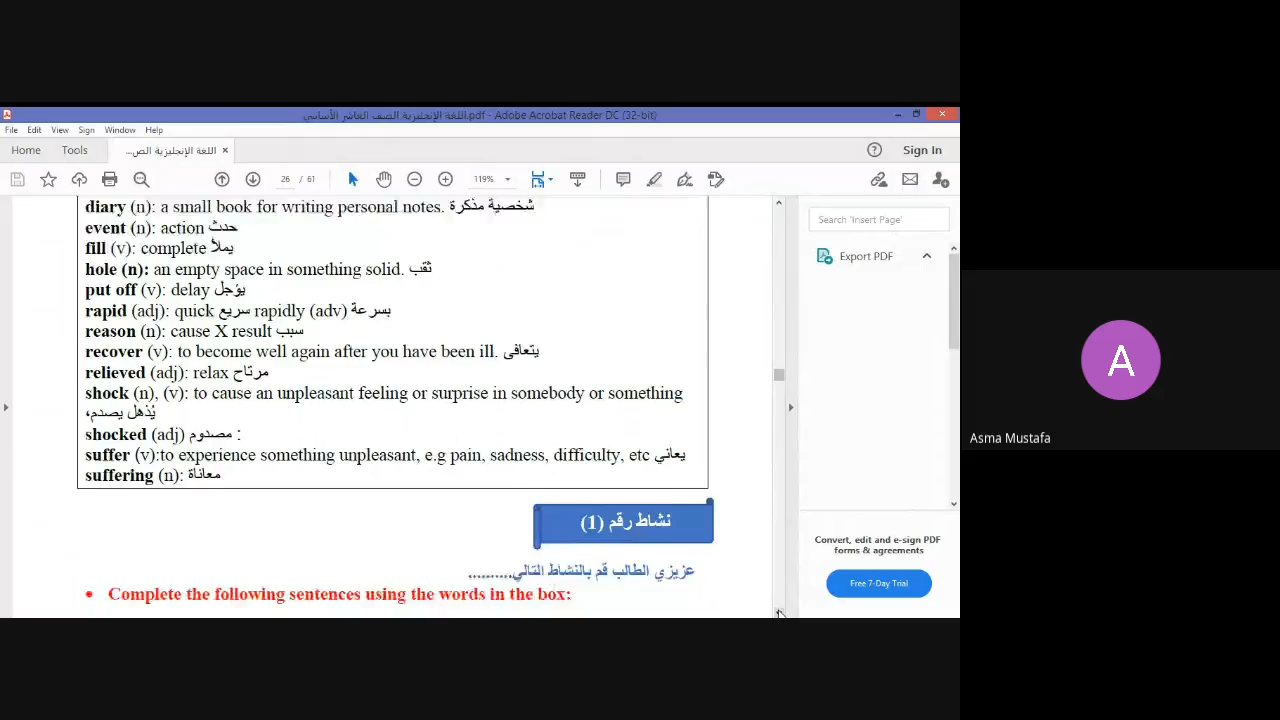 اللغة الإنجليزية الصف العاشر الأساسي.pdf - Adobe Acrobat Reader DC (32-bit)
File Edit View Sign Window Help
Home Tools اللغة الإنجليزية الص... × Sign In
26 / 61 119%
diary (n): a small book for writing personal notes. شخصية مذكرة
event (n): action حدث
fill (v): complete يملأ
hole (n): an empty space in something solid. ثقب
put off (v): delay يؤجل
rapid (adj): quick سريع rapidly (adv) بسرعة
reason (n): cause X result سبب
recover (v): to become well again after you have been ill. يتعافى
relieved (adj): relax مرتاح
shock (n), (v): to cause an unpleasant feeling or surprise in somebody or something
يُذهل يصدم،
shocked (adj) مصدوم :
suffer (v):to experience something unpleasant, e.g pain, sadness, difficulty, etc يعاني
suffering (n): معاناة
نشاط رقم (1)
عزيزي الطالب قم بالنشاط التالي..........
• Complete the following sentences using the words in the box:
Search 'Insert Page'
Export PDF
Convert, edit and e-sign PDF
forms & agreements
Free 7-Day Trial
A
Asma Mustafa